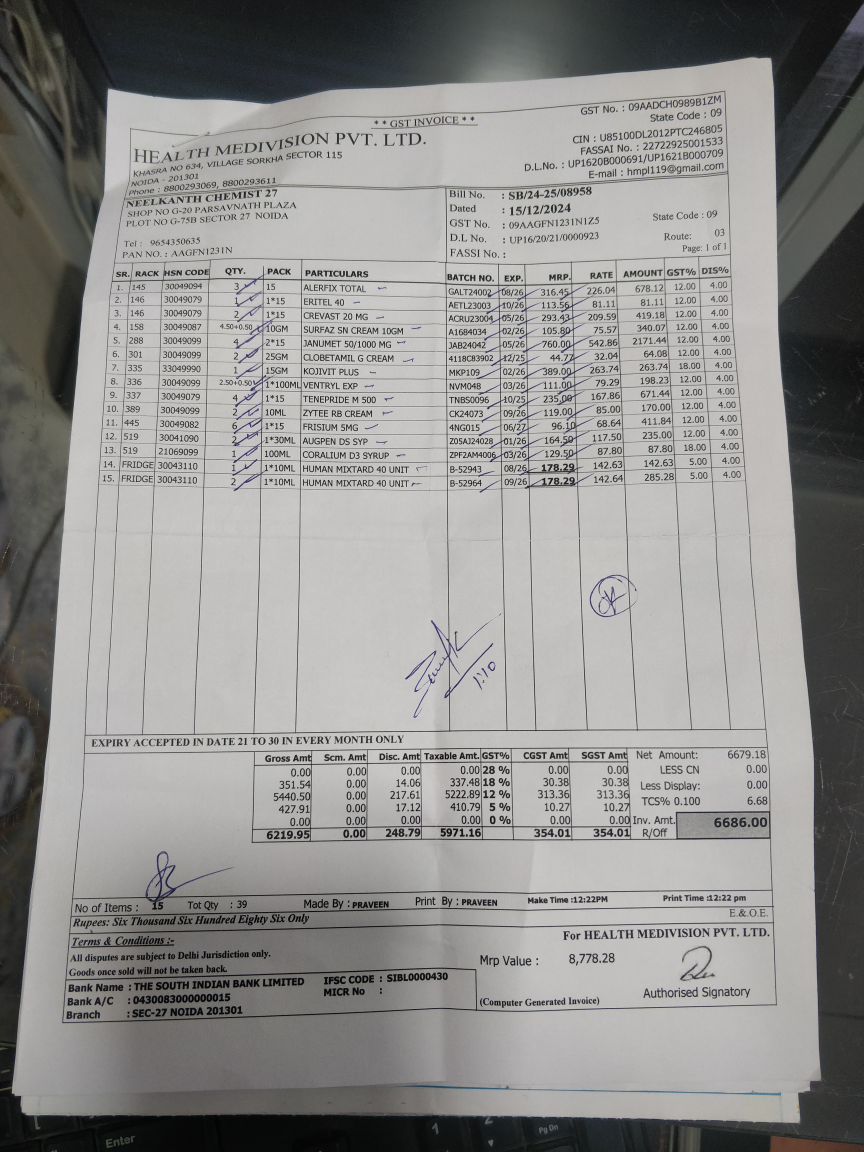 * * GST INVOICE * *
HEALTH MEDIVISION PVT. LTD.
KHASRA NO 634, VILLAGE SORKHA SECTOR 115
NOIDA - 201301
Phone : 8800293069, 8800293611
GST No. : 09AADCH0989B1ZM
State Code : 09
CIN : U85100DL2012PTC246805
FASSAI No. : 22722925001533
D.L.No. : UP1620B000691/UP1621B000709
E-mail : hmpl119@gmail.com
NEELKANTH CHEMIST 27
SHOP NO G-20 PARSAVNATH PLAZA
PLOT NO G-75B SECTOR 27 NOIDA
Tel : 9654350635
PAN NO. : AAGFN1231N
Bill No. : SB/24-25/08958
Dated : 15/12/2024
GST No. : 09AAGFN1231N1Z5 State Code : 09
D.L No. : UP16/20/21/0000923 Route: 03
FASSI No. : Page: 1 of 1
SR. RACK HSN CODE QTY. PACK PARTICULARS BATCH NO. EXP. MRP. RATE AMOUNT GST% DIS%
1. 145 30049094 3 15 ALERFIX TOTAL GALT24002 08/26 316.45 226.04 678.12 12.00 4.00
2. 146 30049079 1 1*15 ERITEL 40 AETL23003 10/26 113.56 81.11 81.11 12.00 4.00
3. 146 30049079 2 1*15 CREVAST 20 MG ACRU23004 05/26 293.43 209.59 419.18 12.00 4.00
4. 158 30049087 4.50+0.50 10GM SURFAZ SN CREAM 10GM A1684034 02/26 105.80 75.57 340.07 12.00 4.00
5. 288 30049099 4 2*15 JANUMET 50/1000 MG JAB24042 05/26 760.00 542.86 2171.44 12.00 4.00
6. 301 30049099 2 25GM CLOBETAMIL G CREAM 4118C83902 12/25 44.77 32.04 64.08 12.00 4.00
7. 335 33049990 1 15GM KOJIVIT PLUS MKP109 03/26 389.00 263.74 263.74 18.00 4.00
8. 336 30049099 2.50+0.50 1*100ML VENTRYL EXP NVM048 03/26 111.00 79.29 198.23 12.00 4.00
9. 337 30049079 4 1*15 TENEPRIDE M 500 TNBS0096 10/25 235.00 167.86 671.44 12.00 4.00
10. 389 30049099 2 10ML ZYTEE RB CREAM CK24073 09/26 119.00 85.00 170.00 12.00 4.00
11. 445 30049082 6 1*15 FRISIUM 5MG 4NG015 06/27 96.10 68.64 411.84 12.00 4.00
12. 519 30041090 2 1*30ML AUGPEN DS SYP Z05AJ24028 01/26 164.50 117.50 235.00 12.00 4.00
13. 519 21069099 1 100ML CORALIUM D3 SYRUP ZPF2AM4006 03/26 129.50 87.80 87.80 18.00 4.00
14. FRIDGE 30043110 1 1*10ML HUMAN MIXTARD 40 UNIT B-52943 08/26 178.29 142.63 142.63 5.00 4.00
15. FRIDGE 30043110 2 1*10ML HUMAN MIXTARD 40 UNIT B-52964 09/26 178.29 142.64 285.28 5.00 4.00
OK
1:10
EXPIRY ACCEPTED IN DATE 21 TO 30 IN EVERY MONTH ONLY
Gross Amt Scm. Amt Disc. Amt Taxable Amt. GST% CGST Amt SGST Amt Net Amount: 6679.18
0.00 0.00 0.00 0.00 28 % 0.00 0.00 LESS CN 0.00
351.54 0.00 14.06 337.48 18 % 30.38 30.38 Less Display: 0.00
5440.50 0.00 217.61 5222.89 12 % 313.36 313.36 TCS% 0.100 6.68
427.91 0.00 17.12 410.79 5 % 10.27 10.27
0.00 0.00 0.00 0.00 0 % 0.00 0.00 Inv. Amt. 6686.00
6219.95 0.00 248.79 5971.16 354.01 354.01 R/Off
No of Items : 15 Tot Qty : 39 Made By : PRAVEEN Print By : PRAVEEN Make Time :12:22PM Print Time :12:22 pm
Rupees: Six Thousand Six Hundred Eighty Six Only E.&.O.E.
Terms & Conditions :-
All disputes are subject to Delhi Jurisdiction only.
Goods once sold will not be taken back.
Bank Name : THE SOUTH INDIAN BANK LIMITED IFSC CODE : SIBL0000430
Bank A/C : 0430083000000015 MICR No :
Branch : SEC-27 NOIDA 201301
For HEALTH MEDIVISION PVT. LTD.
Mrp Value : 8,778.28
(Computer Generated Invoice) Authorised Signatory
Enter
1
2
Pg Dn